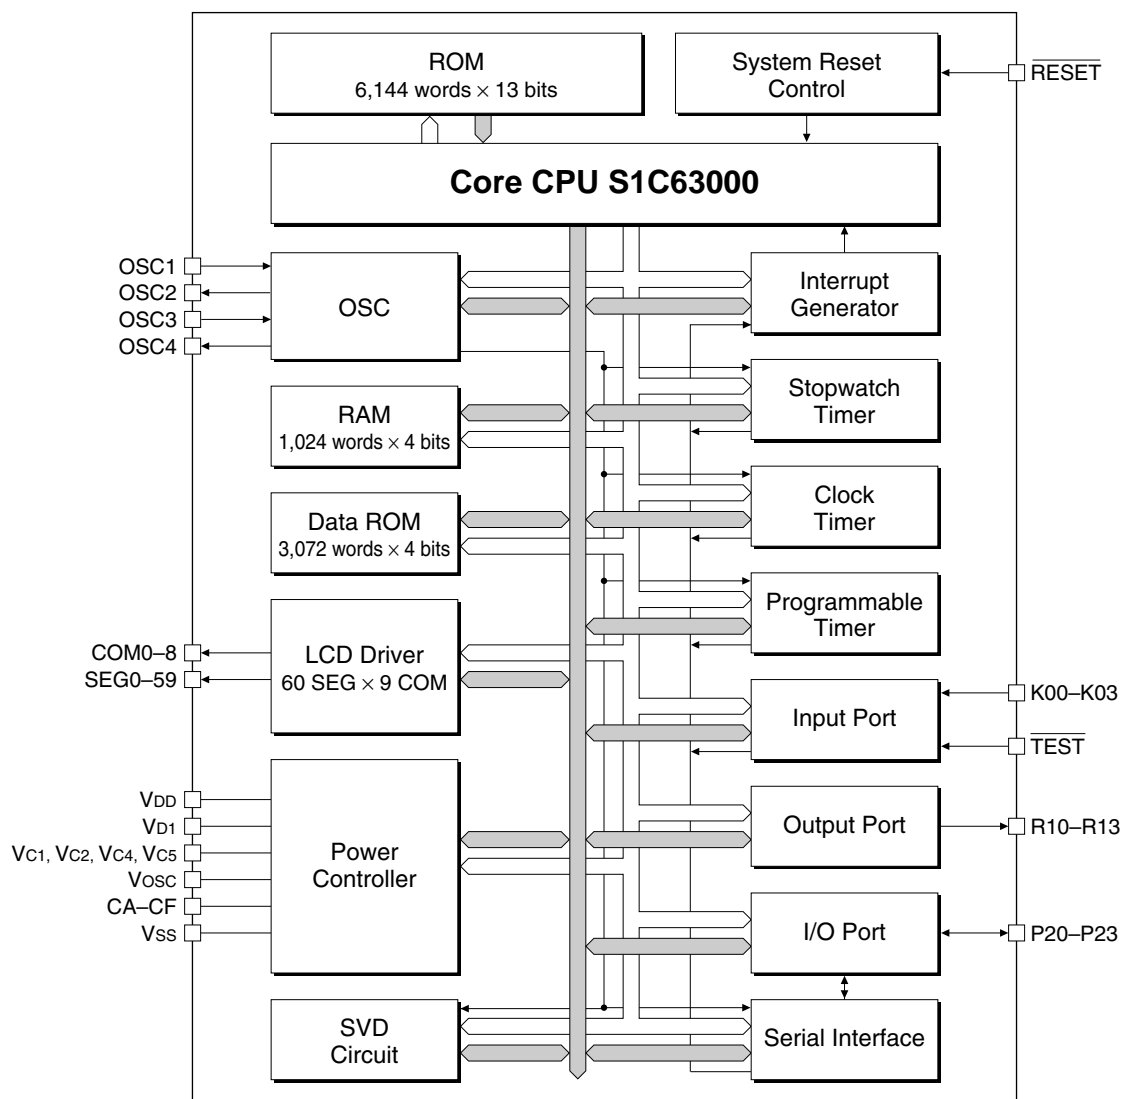 ROM
6,144 words × 13 bits
System Reset
Control
RESET
Core CPU S1C63000
OSC1
OSC2
OSC3
OSC4
OSC
Interrupt
Generator
RAM
1,024 words × 4 bits
Stopwatch
Timer
Data ROM
3,072 words × 4 bits
Clock
Timer
COM0–8
SEG0–59
LCD Driver
60 SEG × 9 COM
Programmable
Timer
Input Port
K00–K03
TEST
VDD
VD1
VC1, VC2, VC4, VC5
VOSC
CA–CF
VSS
Power
Controller
Output Port
R10–R13
I/O Port
P20–P23
SVD
Circuit
Serial Interface